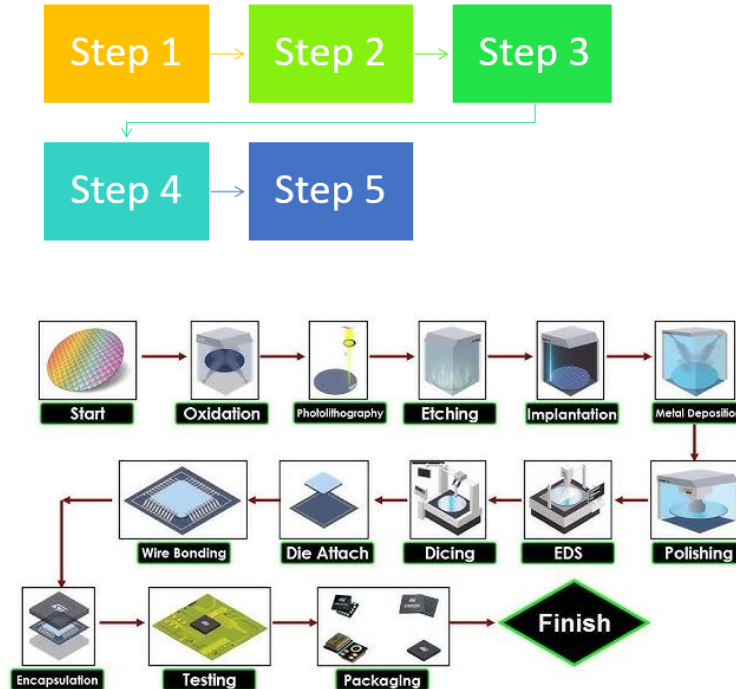 Step 1 Step 2 Step 3
Step 4 Step 5
Start Oxidation Photolithography Etching Implantation Metal Deposition
Wire Bonding Die Attach Dicing EDS Polishing
Encapsulation Testing Packaging Finish